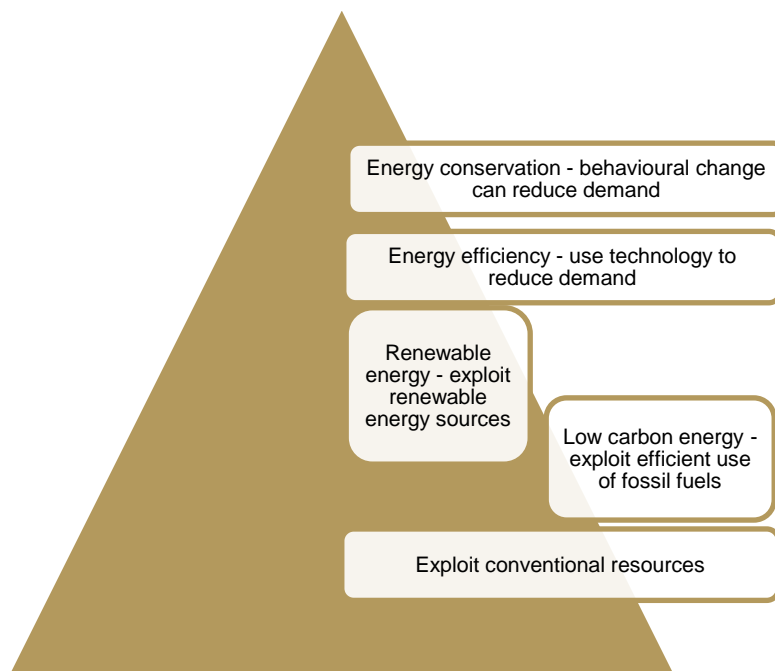 Energy conservation - behavioural change
can reduce demand
Energy efficiency - use technology to
reduce demand
Renewable
energy - exploit
renewable
energy sources
Low carbon energy -
exploit efficient use
of fossil fuels
Exploit conventional resources